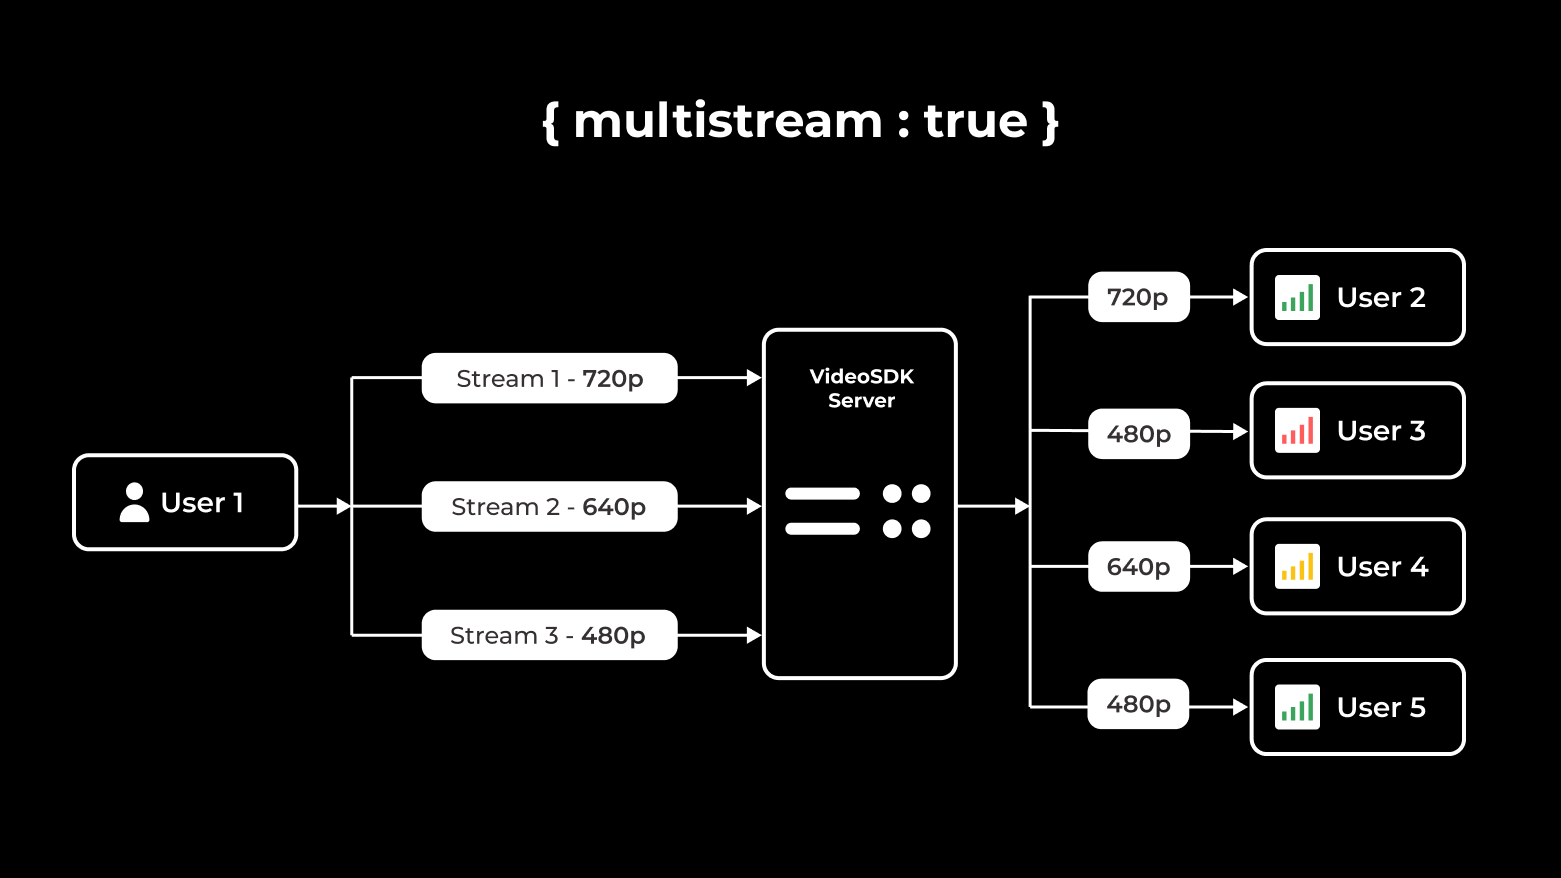 { multistream : true }
User 1
Stream 1 - 720p
Stream 2 - 640p
Stream 3 - 480p
VideoSDK
Server
720p
User 2
480p
User 3
640p
User 4
480p
User 5